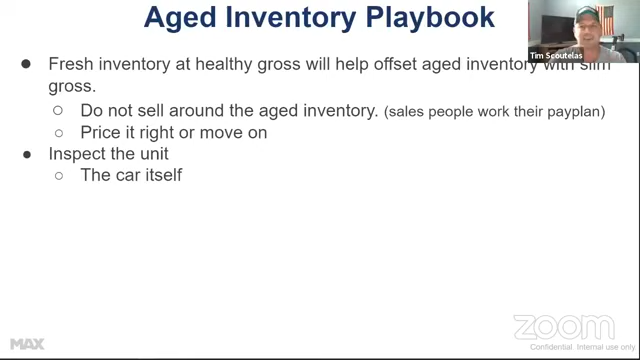 Aged Inventory Playbook
Tim Scoutelas
● Fresh inventory at healthy gross will help offset aged inventory with slim
gross.
○ Do not sell around the aged inventory. (sales people work their payplan)
○ Price it right or move on
● Inspect the unit
○ The car itself
MAX
zoom
Confidential. Internal use only.